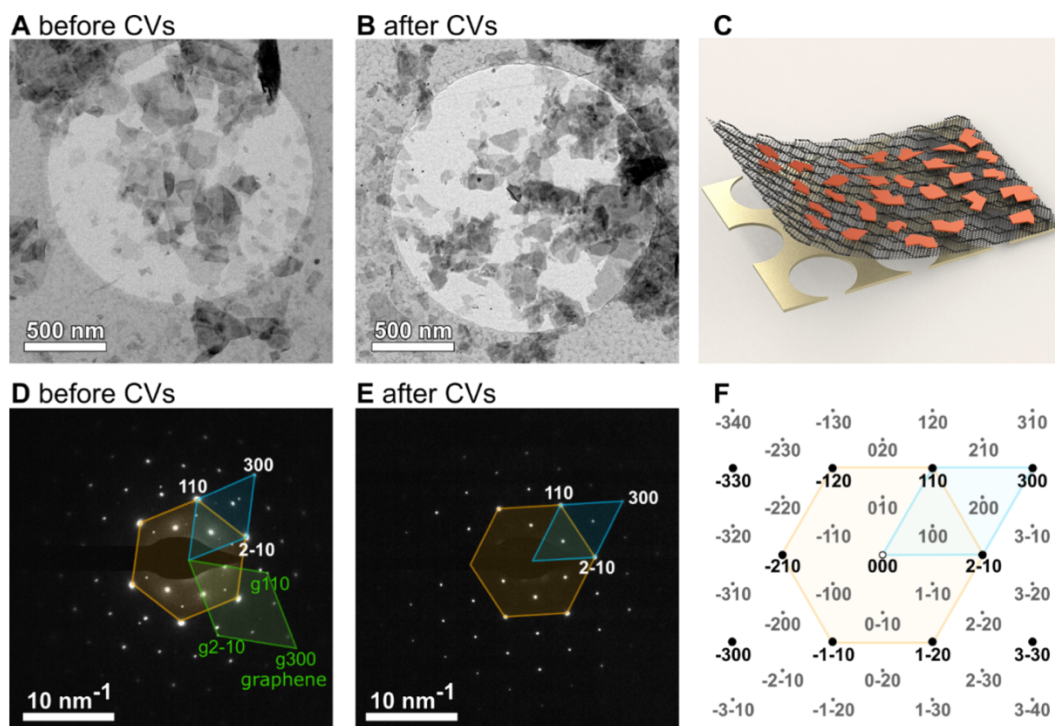 A before CVs
B after CVs
C
500 nm
500 nm
D before CVs
E after CVs
F
300
110
2-10
g110
g2-10
g300
graphene
10 nm-1
110
300
2-10
10 nm-1
-340 -130 120 310
-230 020 210
-330 -120 110 300
-220 010 200
-320 -110 100 3-10
-210 000 2-10
-310 -100 1-10 3-20
-200 0-10 2-20
-300 -1-10 1-20 3-30
-2-10 0-20 2-30
-3-10 -1-20 1-30 3-40